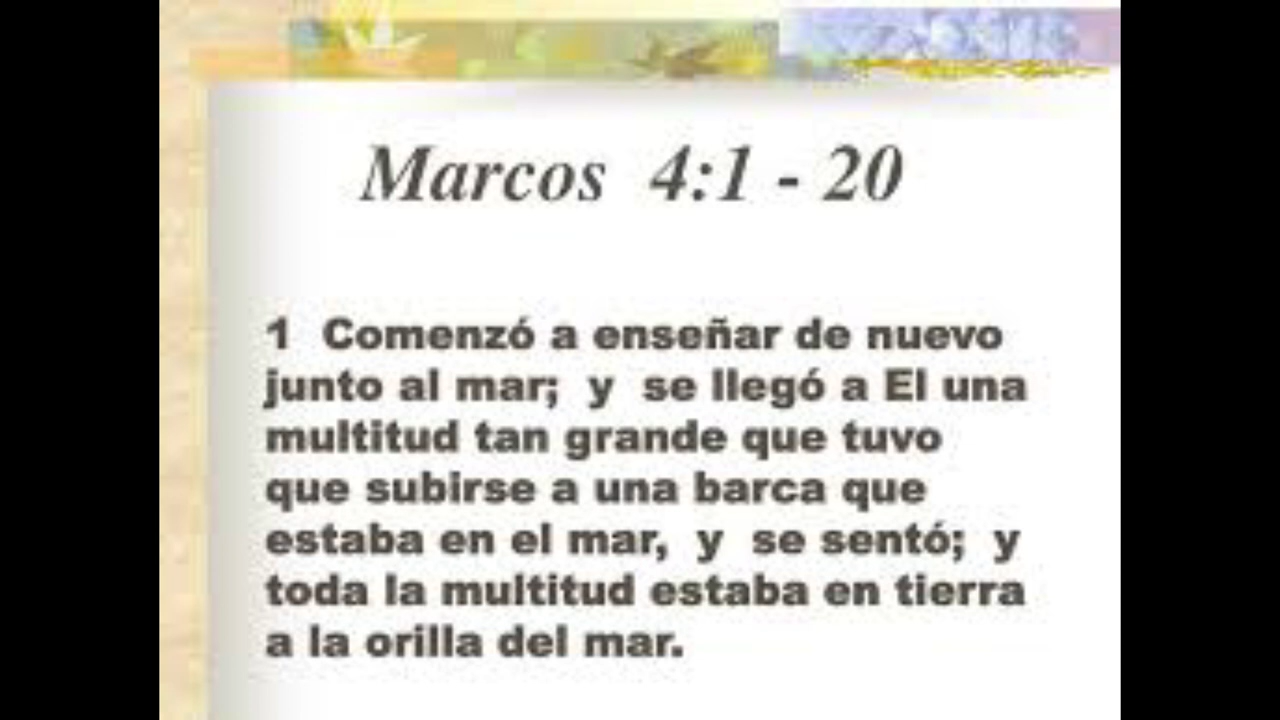 Marcos 4:1 - 20
1 Comenzó a enseñar de nuevo
junto al mar; y se llegó a El una
multitud tan grande que tuvo
que subirse a una barca que
estaba en el mar, y se sentó; y
toda la multitud estaba en tierra
a la orilla del mar.